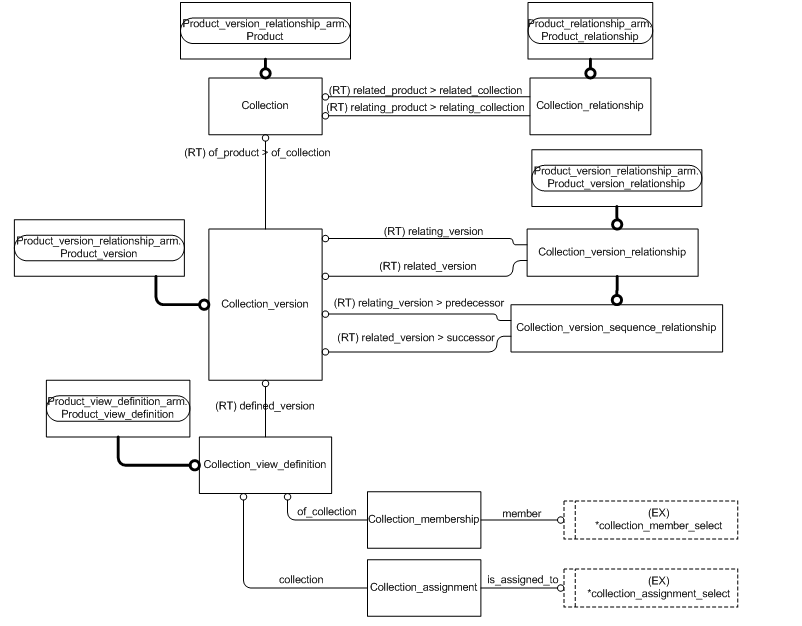 Product_version_relationship_arm.
Product
Product_relationship_arm.
Product_relationship
Collection
(RT) related_product > related_collection
(RT) relating_product > relating_collection
Collection_relationship
(RT) of_product > of_collection
Product_version_relationship_arm.
Product_version_relationship
Product_version_relationship_arm.
Product_version
(RT) relating_version
Collection_version_relationship
(RT) related_version
Collection_version
(RT) relating_version > predecessor
Collection_version_sequence_relationship
(RT) related_version > successor
Product_view_definition_arm.
Product_view_definition
(RT) defined_version
Collection_view_definition
of_collection
Collection_membership
member
(EX)
*collection_member_select
collection
Collection_assignment
is_assigned_to
(EX)
*collection_assignment_select